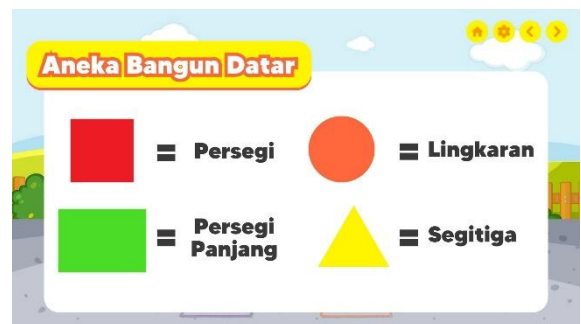 Aneka Bangun Datar
= Persegi
= Lingkaran
= Persegi
Panjang
= Segitiga